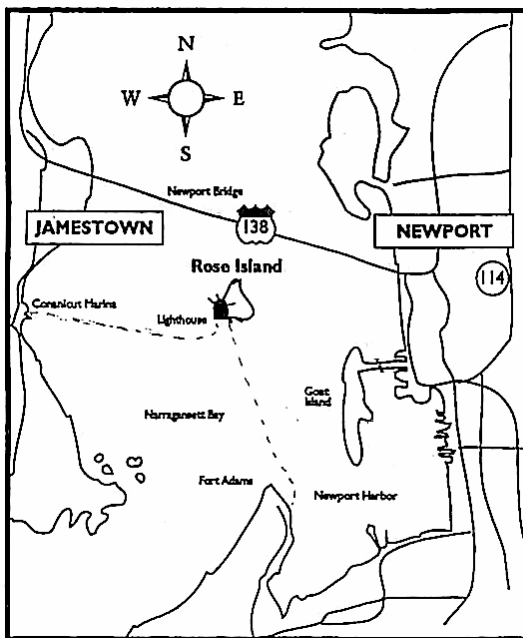 N
W E
S
Newport Bridge
JAMESTOWN
138
NEWPORT
Rose Island
114
Conanicut Marina
Lighthouse
Goat
Island
Narragansett Bay
Fort Adams
Newport Harbor